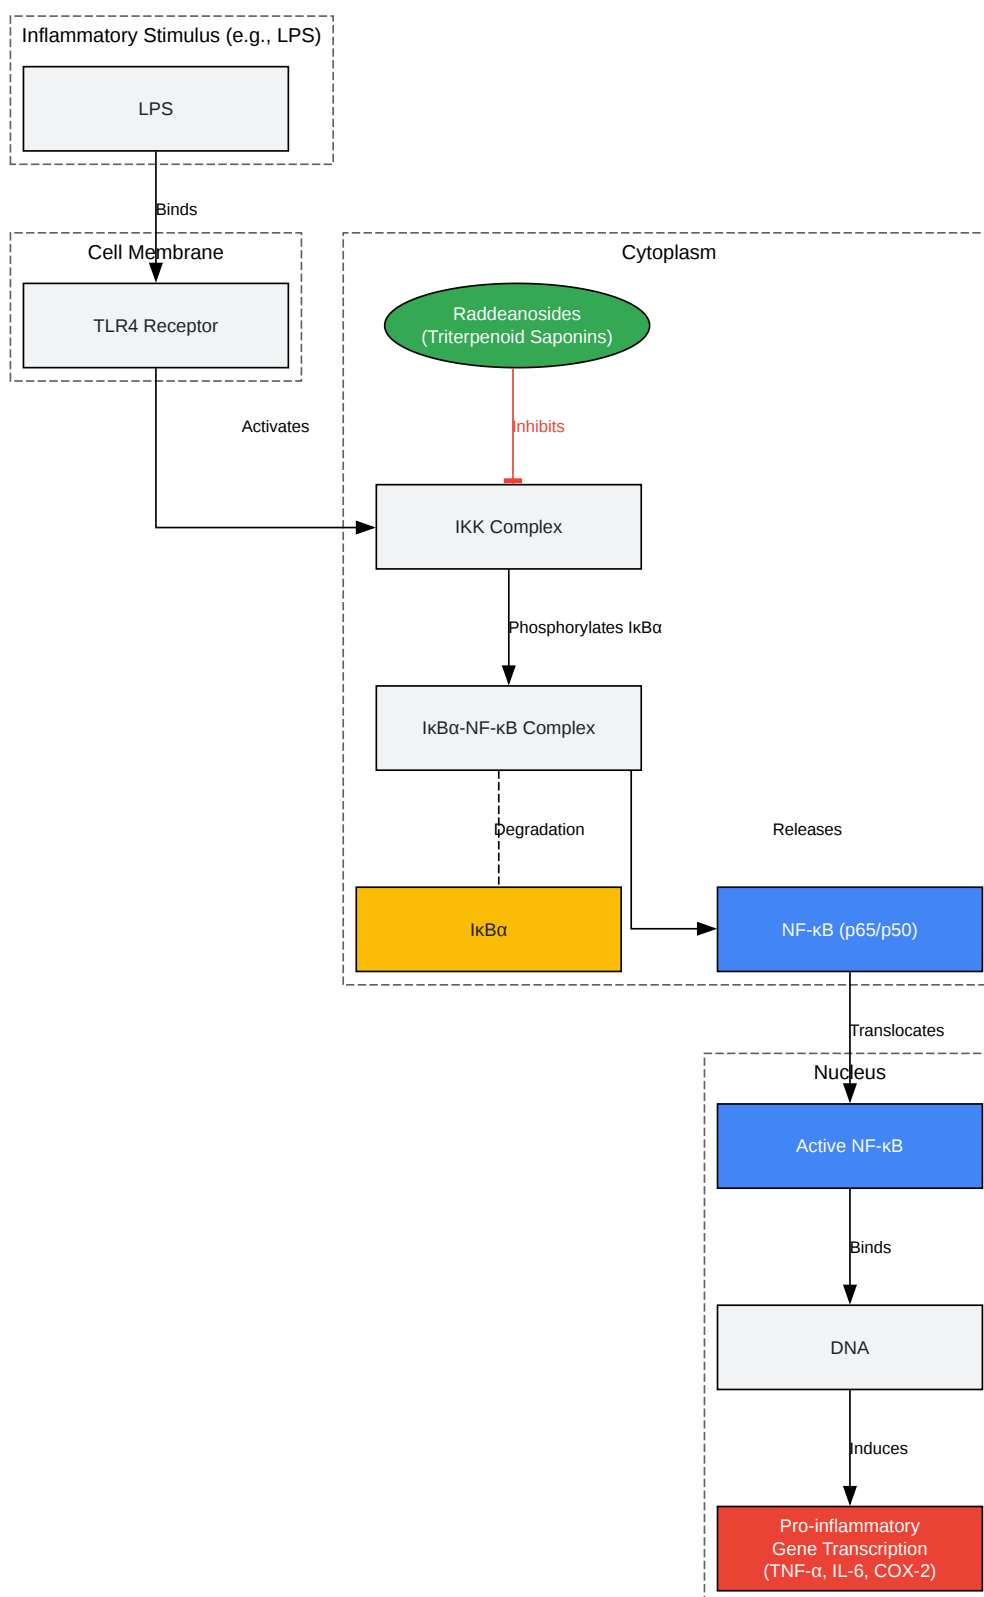 Inflammatory Stimulus (e.g., LPS)
LPS
Binds
Cell Membrane
TLR4 Receptor
Activates
Cytoplasm
Raddeanosides
(Triterpenoid Saponins)
Inhibits
IKK Complex
Phosphorylates IκBα
IκBα-NF-κB Complex
Degradation
Releases
IκBα
NF-κB (p65/p50)
Translocates
Nucleus
Active NF-κB
Binds
DNA
Induces
Pro-inflammatory
Gene Transcription
(TNF-α, IL-6, COX-2)